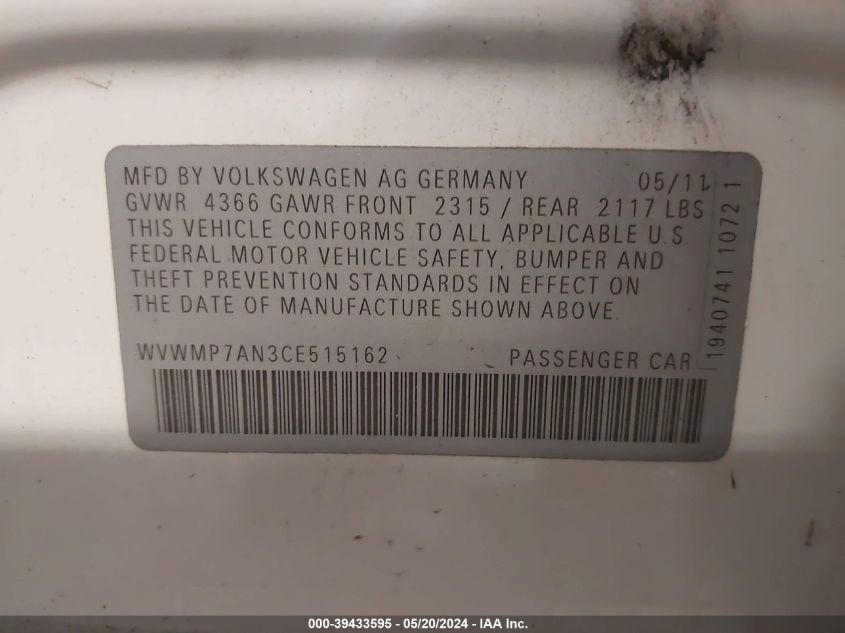 MFD BY VOLKSWAGEN AG GERMANY 05/11
GVWR 4366 GAWR FRONT 2315 / REAR 2117 LBS
THIS VEHICLE CONFORMS TO ALL APPLICABLE U.S.
FEDERAL MOTOR VEHICLE SAFETY, BUMPER AND
THEFT PREVENTION STANDARDS IN EFFECT ON
THE DATE OF MANUFACTURE SHOWN ABOVE.
WVWMP7AN3CE515162 PASSENGER CAR
1940741 1072 1
000-39433595 - 05/20/2024 - IAA Inc.